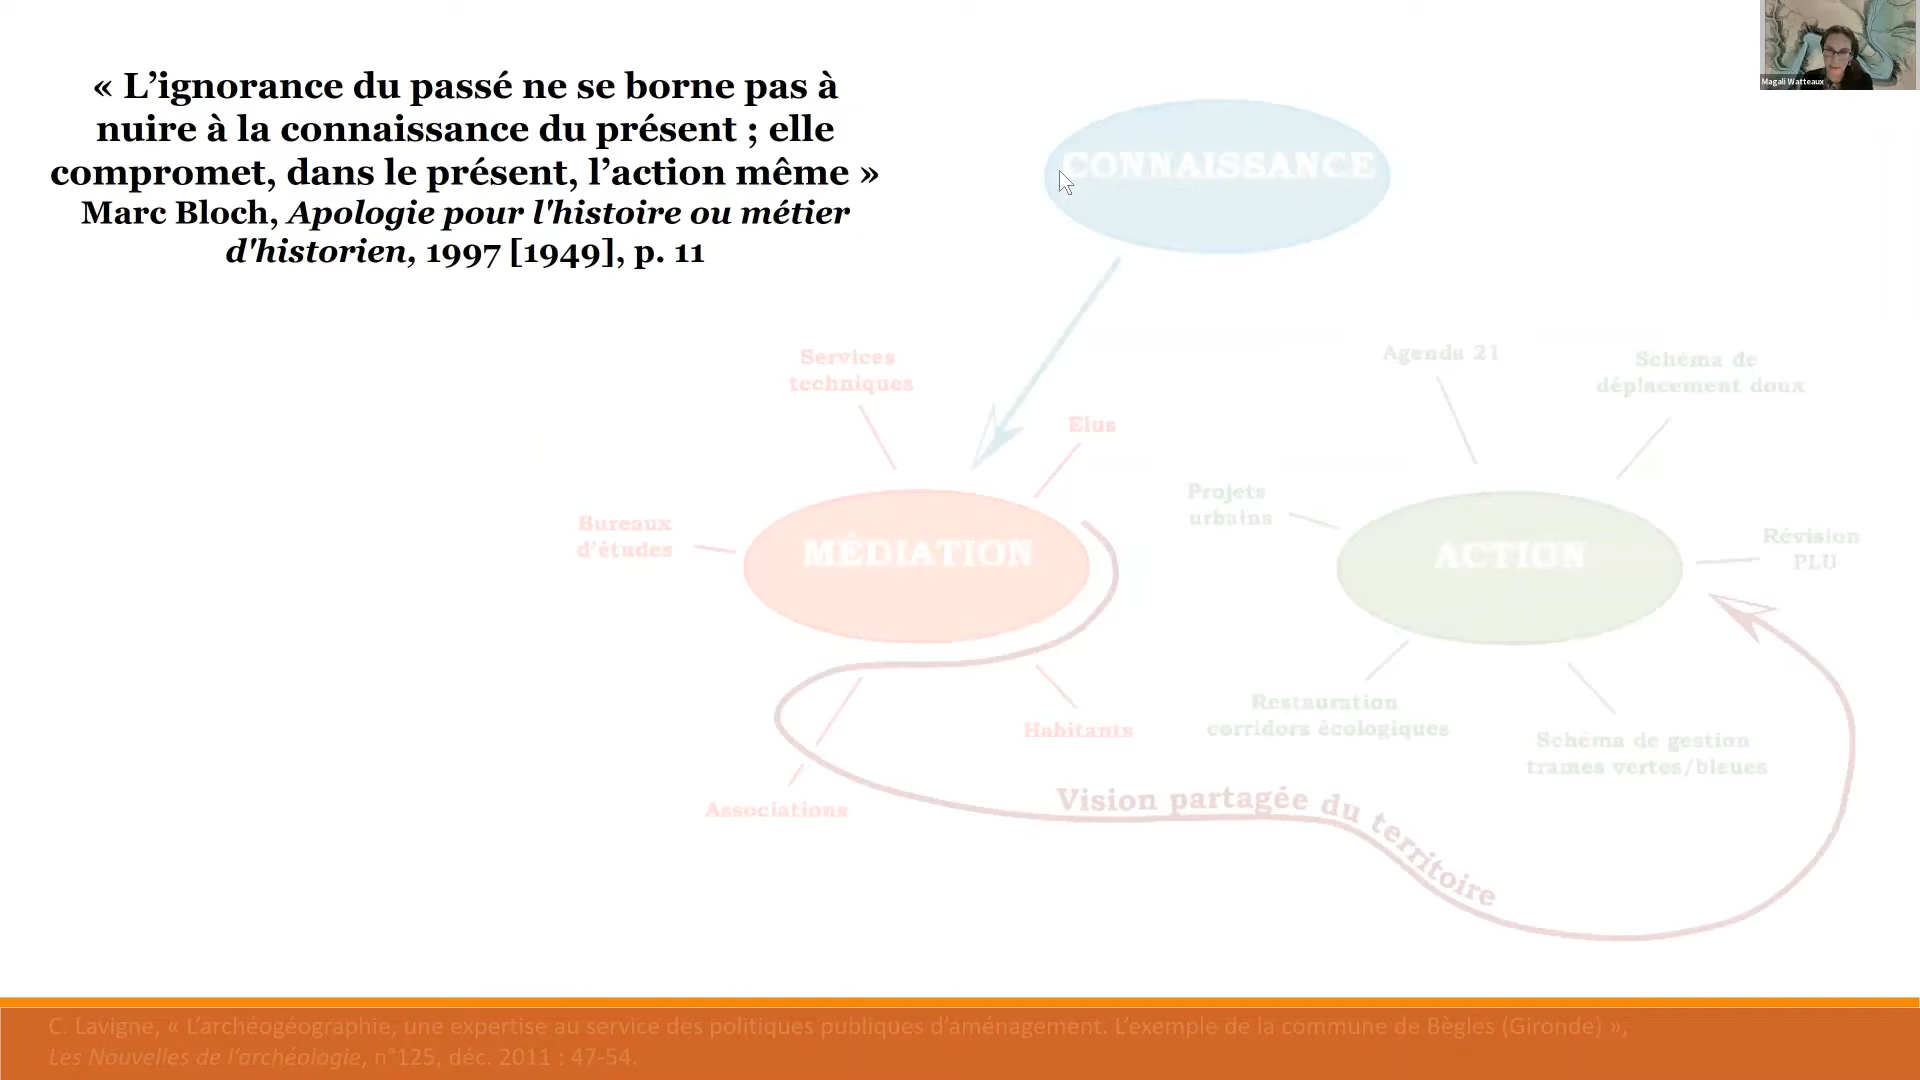 « L’ignorance du passé ne se borne pas à
nuire à la connaissance du présent ; elle
compromet, dans le présent, l’action même »
Marc Bloch, Apologie pour l'histoire ou métier
d'historien, 1997 [1949], p. 11
Magali Watteaux
CONNAISSANCE
Services
techniques
Elus
Bureaux
d’études
MÉDIATION
Habitants
Associations
Agenda 21
Schéma de
déplacement doux
Projets
urbains
ACTION
Révision
PLU
Restauration
corridors écologiques
Schéma de gestion
trames vertes/bleues
Vision partagée du territoire
C. Lavigne, « L’archéogéographie, une expertise au service des politiques publiques d’aménagement. L’exemple de la commune de Bègles (Gironde) »,
Les Nouvelles de l’archéologie, n°125, déc. 2011 : 47-54.